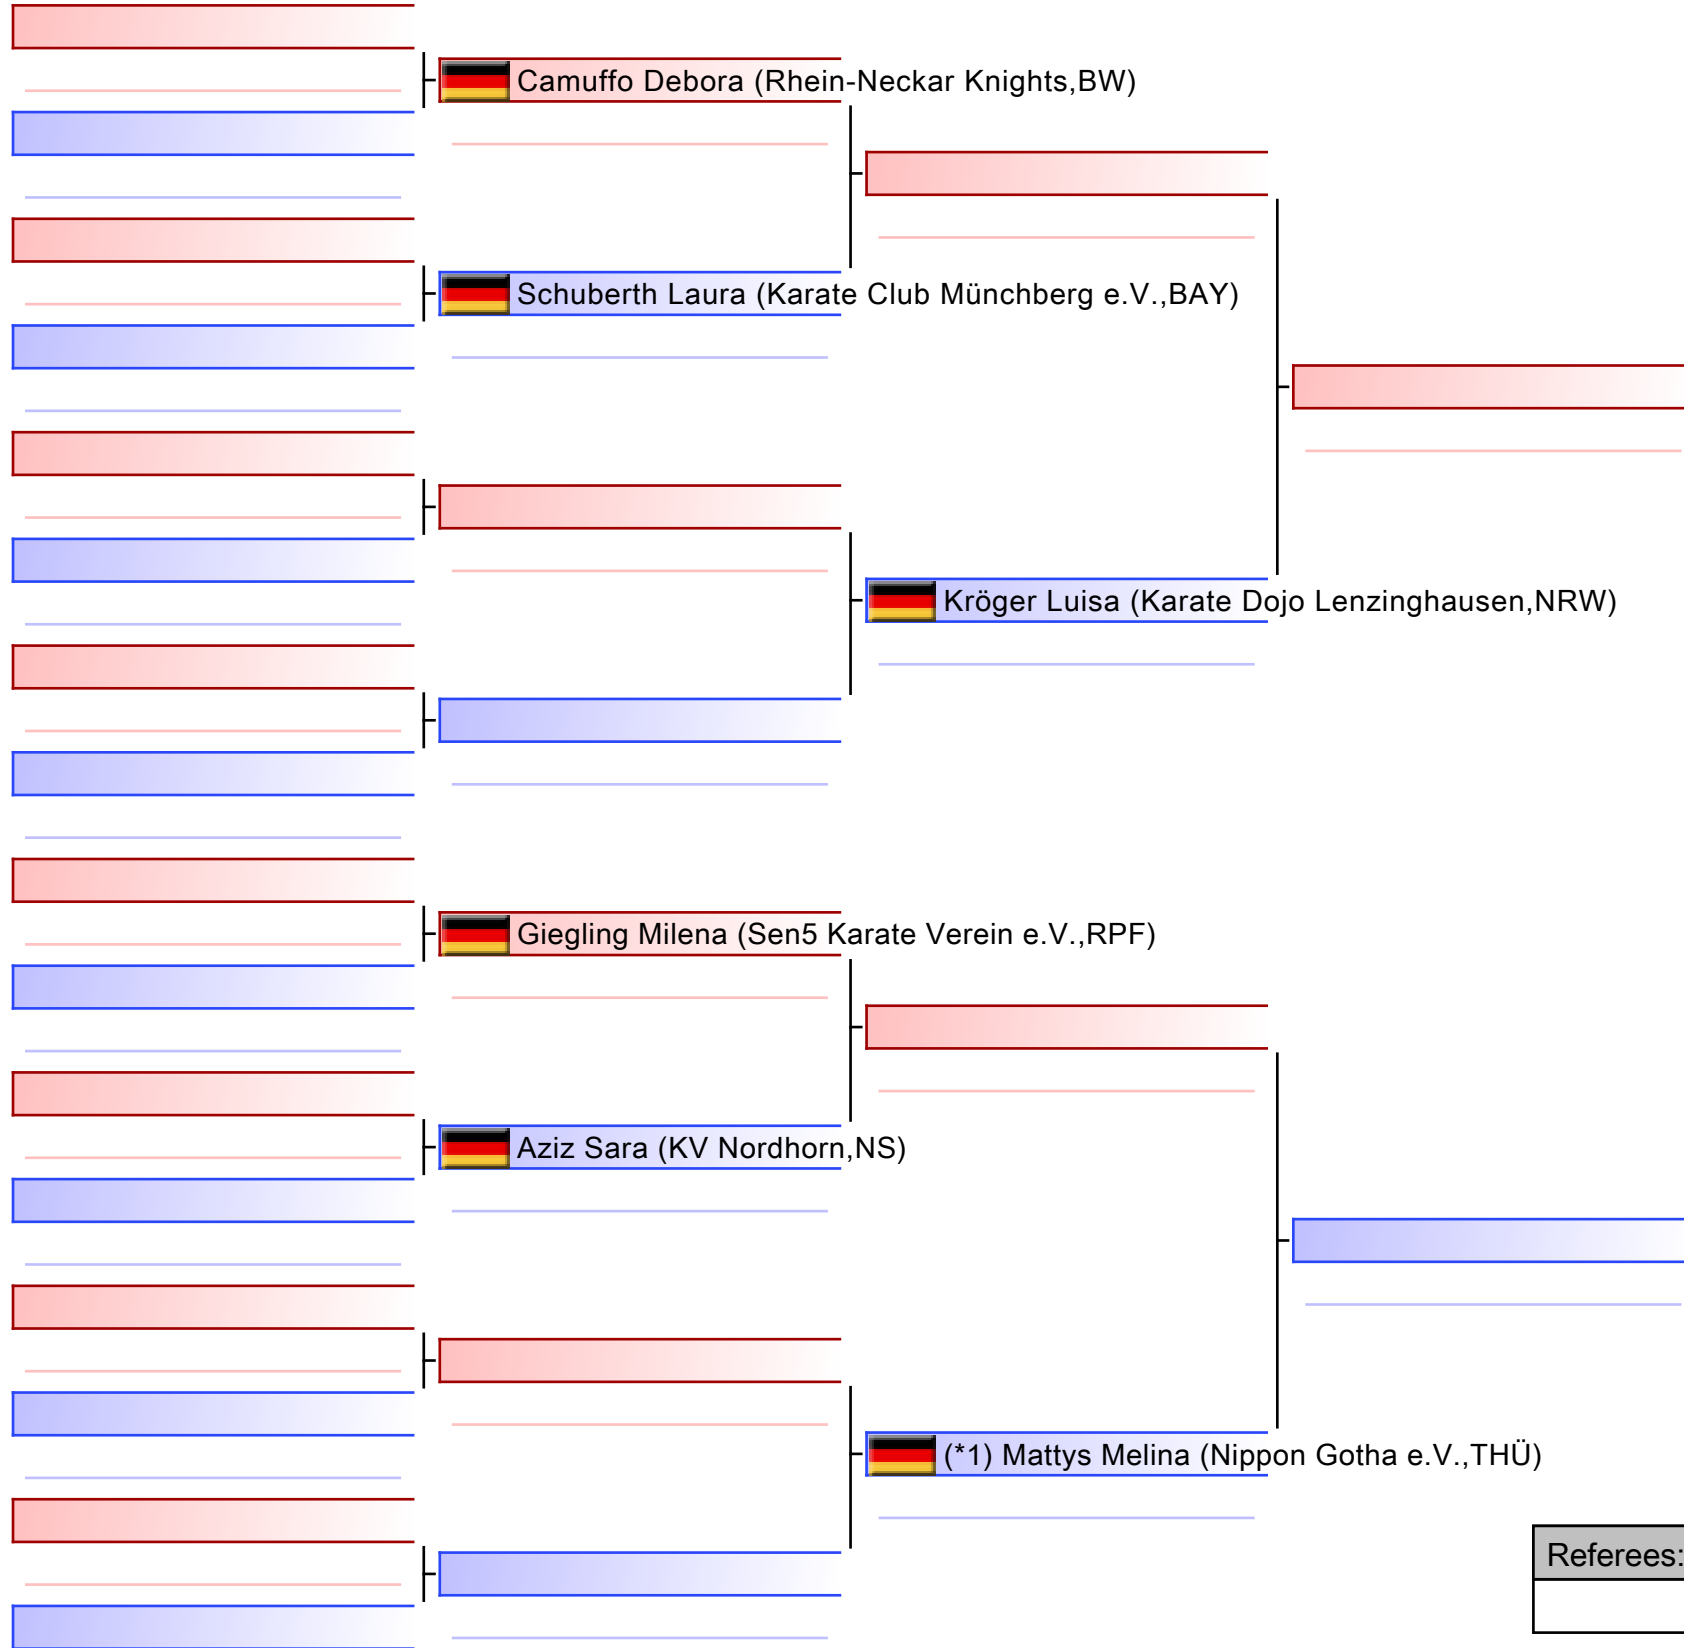 Camuffo Debora (Rhein-Neckar Knights,BW)
Schuberth Laura (Karate Club Münchberg e.V.,BAY)
Kröger Luisa (Karate Dojo Lenzinghausen,NRW)
Giegling Milena (Sen5 Karate Verein e.V.,RPF)
Aziz Sara (KV Nordhorn,NS)
(*1) Mattys Melina (Nippon Gotha e.V.,THÜ)
Referees: